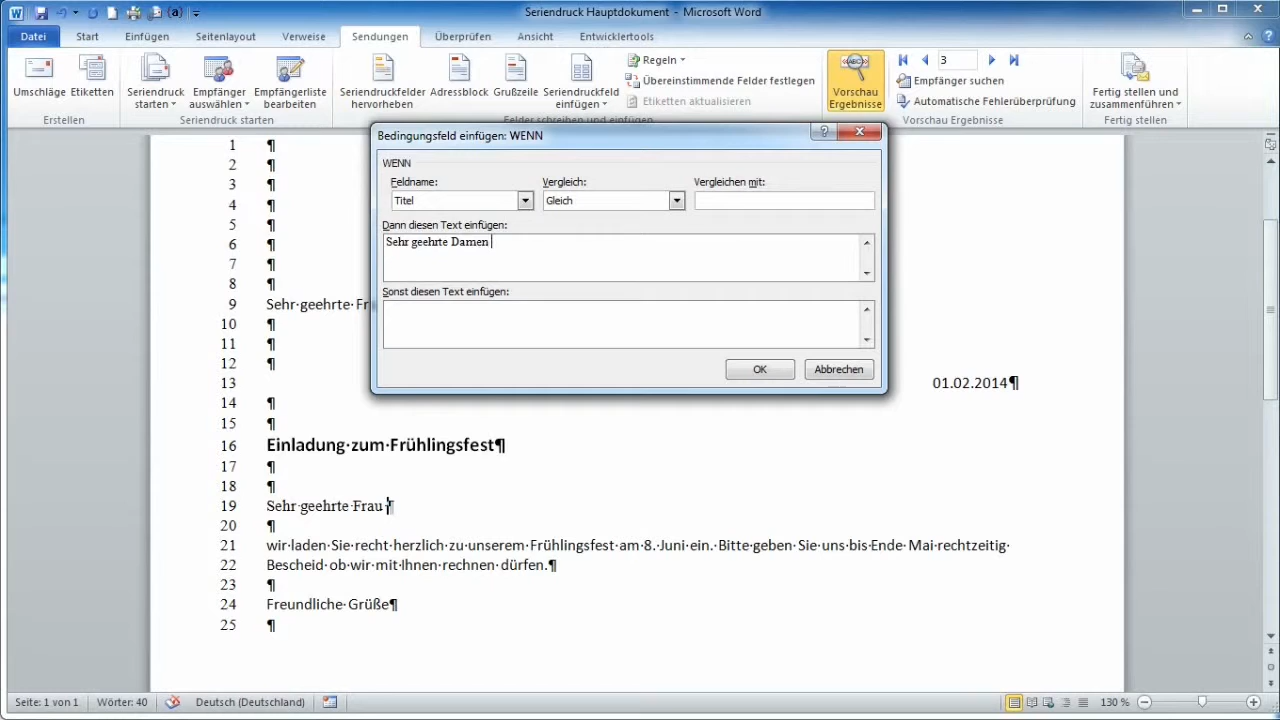 Seriendruck Hauptdokument - Microsoft Word
Datei Start Einfügen Seitenlayout Verweise Sendungen Überprüfen Ansicht Entwicklertools
Umschläge Etiketten
Erstellen
Seriendruck starten
Empfänger auswählen
Empfängerliste bearbeiten
Seriendruck starten
Seriendruckfelder hervorheben
Adressblock
Grußzeile
Seriendruckfeld einfügen
Regeln
Übereinstimmende Felder festlegen
Etiketten aktualisieren
Felder schreiben und einfügen
Vorschau Ergebnisse
3
Empfänger suchen
Automatische Fehlerüberprüfung
Vorschau Ergebnisse
Fertig stellen und zusammenführen
Fertig stellen
Bedingungsfeld einfügen: WENN
WENN
Feldname: Vergleich: Vergleichen mit:
Titel Gleich
Dann diesen Text einfügen:
Sehr geehrte Damen
Sonst diesen Text einfügen:
OK Abbrechen
1 ¶
2 ¶
3
4
5
6
7
8
9 Sehr·geehrte·Fr
10 ¶
11 ¶
12 ¶
13 01.02.2014¶
14 ¶
15 ¶
16 Einladung·zum·Frühlingsfest¶
17 ¶
18 ¶
19 Sehr·geehrte·Frau·¶
20 ¶
21 wir·laden·Sie·recht·herzlich·zu·unserem·Frühlingsfest·am·8.·Juni·ein.·Bitte·geben·Sie·uns·bis·Ende·Mai·rechtzeitig·
22 Bescheid·ob·wir·mit·Ihnen·rechnen·dürfen.¶
23 ¶
24 Freundliche·Grüße¶
25 ¶
Seite: 1 von 1 Wörter: 40 Deutsch (Deutschland) 130 %